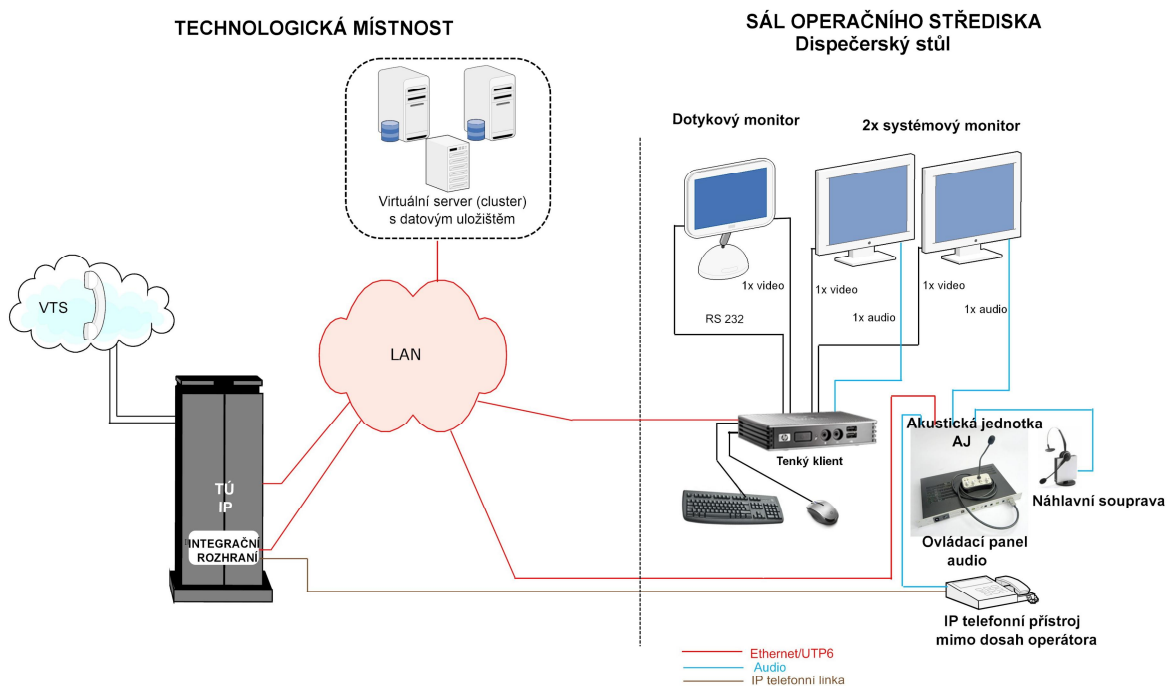 TECHNOLOGICKÁ MÍSTNOST
SÁL OPERAČNÍHO STŘEDISKA
Dispečerský stůl
Virtuální server (cluster)
s datovým uložištěm
Dotykový monitor
2x systémový monitor
VTS
LAN
1x video
RS 232
1x video
1x audio
1x video
1x audio
TÚ
IP
INTEGRAČNÍ
ROZHRANÍ
hp
Tenký klient
Akustická jednotka
AJ
Náhlavní souprava
Ovládací panel
audio
IP telefonní přístroj
mimo dosah operátora
Ethernet/UTP6
Audio
IP telefonní linka